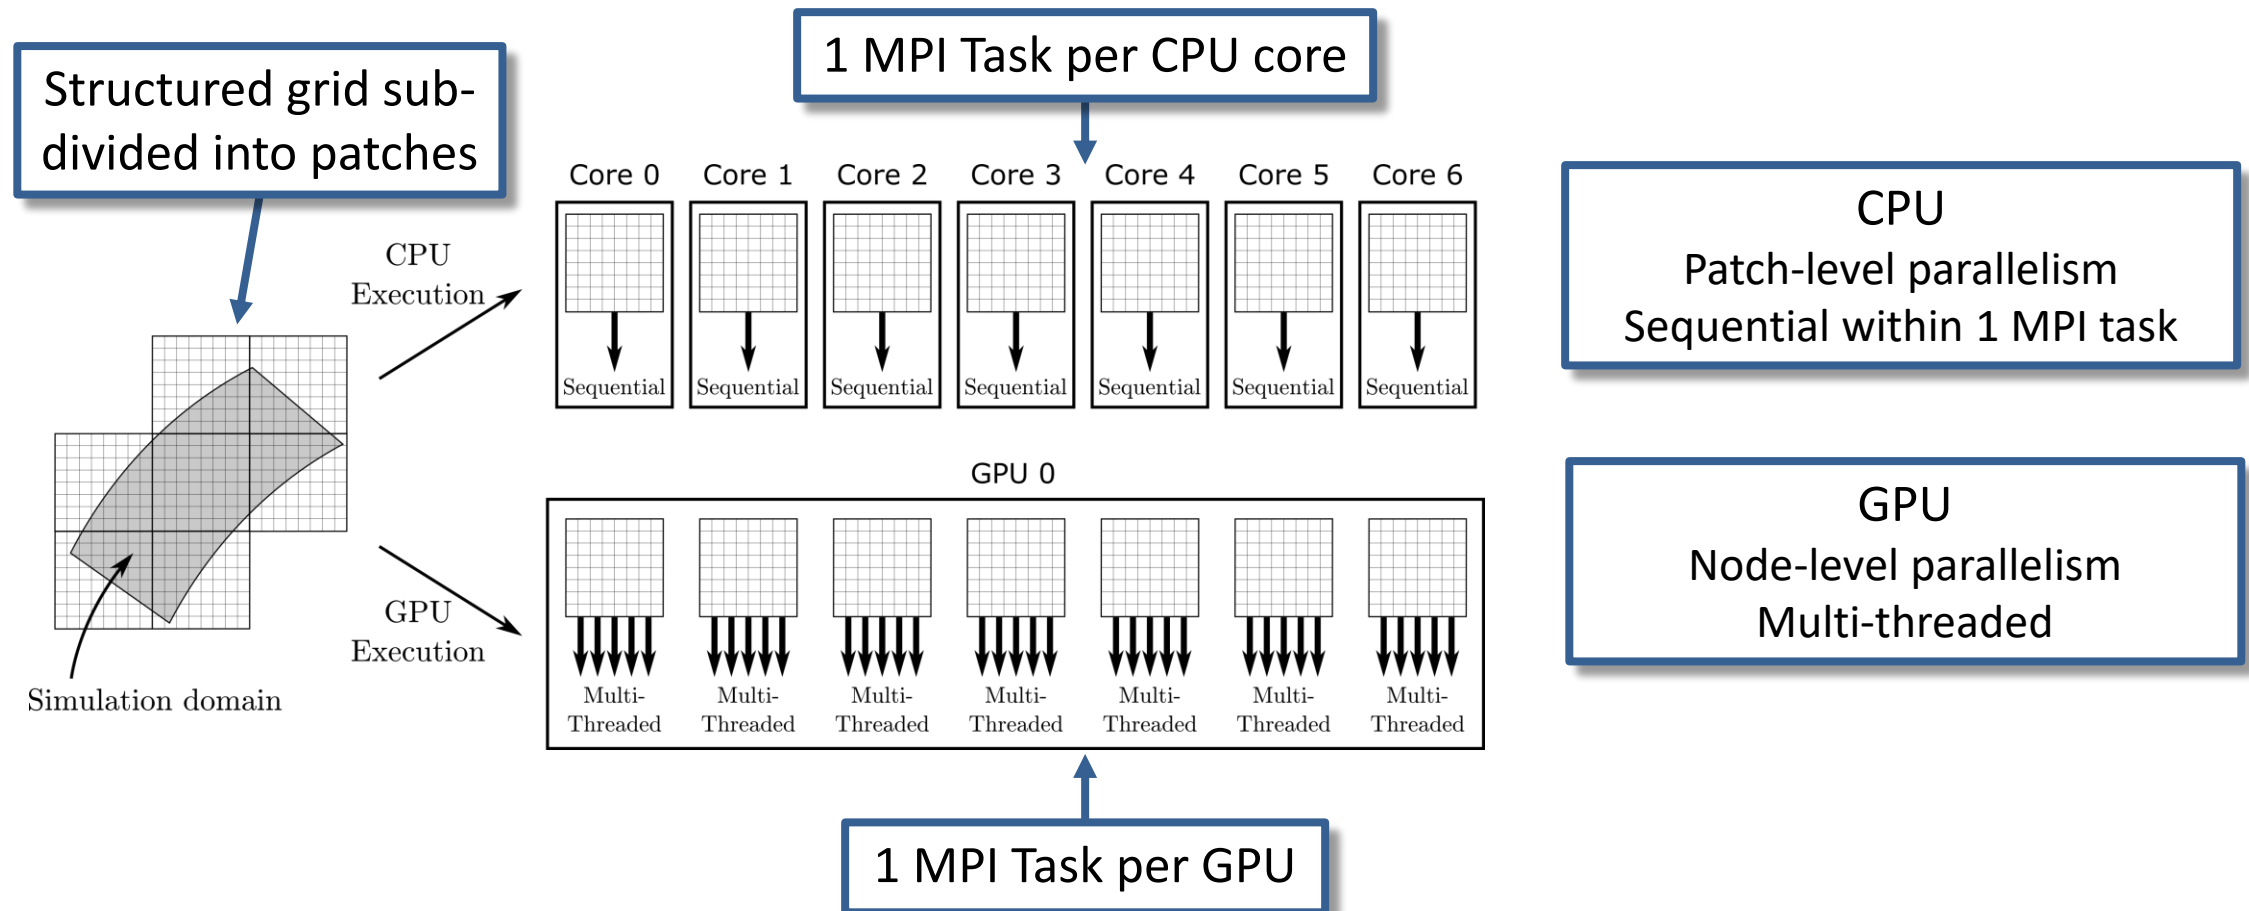 Structured grid sub-
divided into patches
1 MPI Task per CPU core
Core 0 Core 1 Core 2 Core 3 Core 4 Core 5 Core 6
CPU
Execution
Sequential Sequential Sequential Sequential Sequential Sequential Sequential
CPU
Patch-level parallelism
Sequential within 1 MPI task
GPU 0
GPU
Execution
Multi- Multi- Multi- Multi- Multi- Multi- Multi-
Threaded Threaded Threaded Threaded Threaded Threaded Threaded
GPU
Node-level parallelism
Multi-threaded
Simulation domain
1 MPI Task per GPU